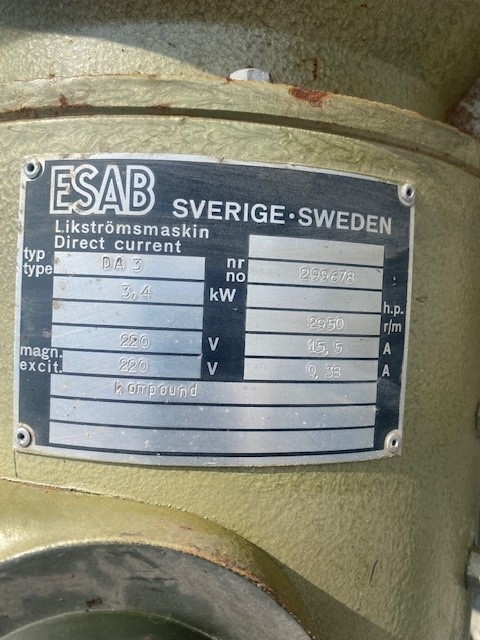 ESAB SVERIGE·SWEDEN
Likströmsmaskin
Direct current
typ
type DA 3 nr
no 299678
3,4 kW h.p.
2950 r/m
220 V 15,5 A
magn.
excit. 220 V 0,38 A
kompound